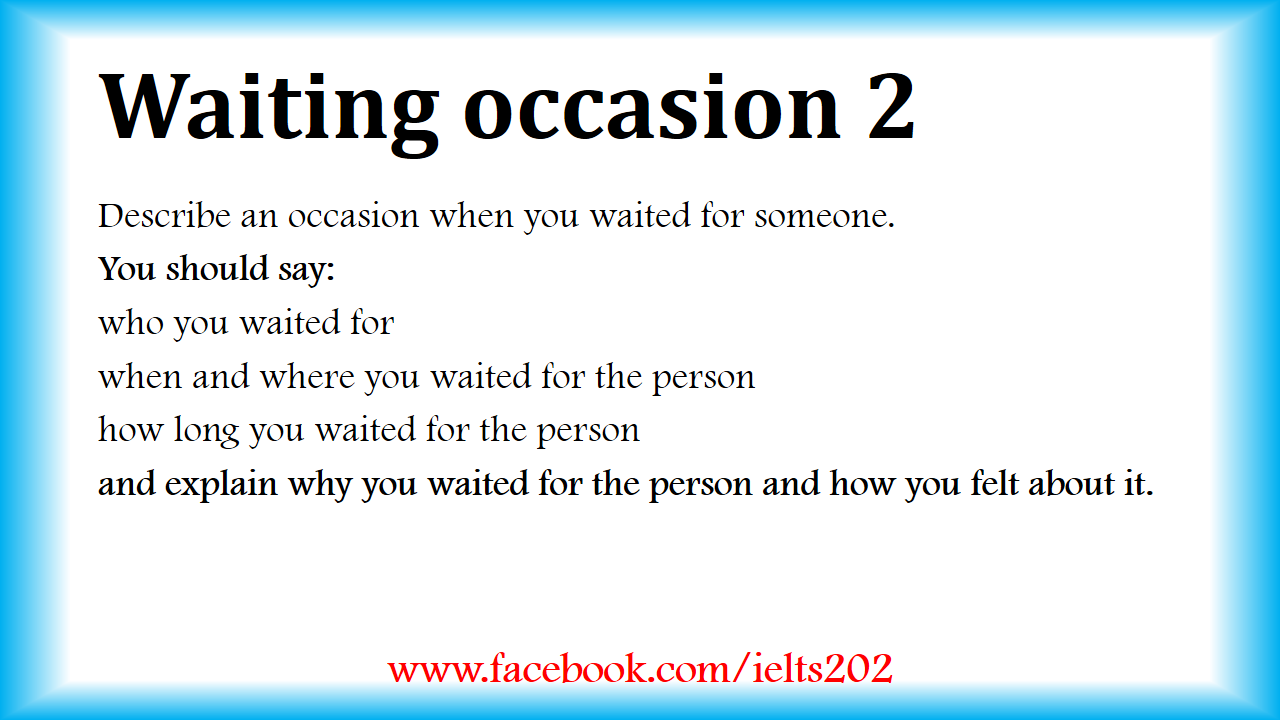 Waiting occasion 2
Describe an occasion when you waited for someone.
You should say:
who you waited for
when and where you waited for the person
how long you waited for the person
and explain why you waited for the person and how you felt about it.
www.facebook.com/ielts202